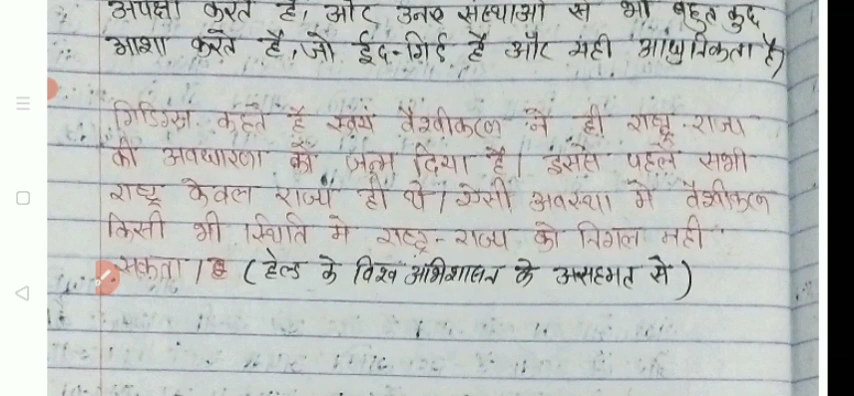 अपेक्षा करते है, और उनस संस्थाओं से भी बहुत कुछ
आशा करते है, जो ईद-गिर्द है और यही आधुनिकता है)
गिडिंग्स कहते है स्वयं वैश्वीकरण ने ही राष्ट्र-राज्य
की अवधारणा को जन्म दिया है। इससे पहले सभी
राष्ट्र केवल राज्य ही थे। ऐसी अवस्था मे वैश्वीकरण
किसी भी स्थिति मे राष्ट्र-राज्य को निगल नही
सकता। (हेल्ड के विश्व अभिशासन के असहमत से)